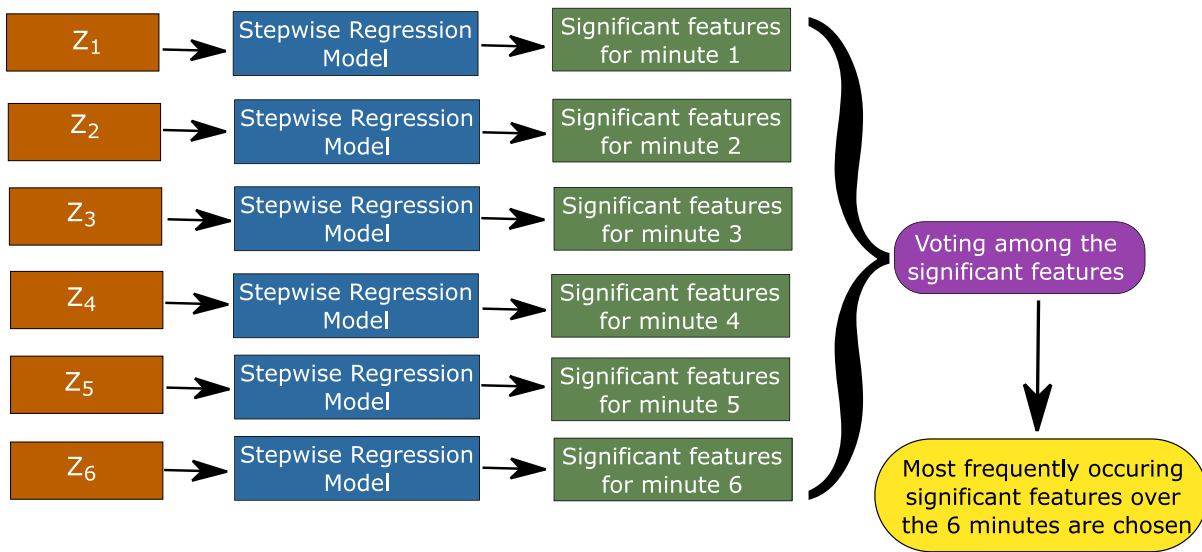 Z₁
Stepwise Regression
Model
Significant features
for minute 1
Z₂
Stepwise Regression
Model
Significant features
for minute 2
Z₃
Stepwise Regression
Model
Significant features
for minute 3
Z₄
Stepwise Regression
Model
Significant features
for minute 4
Z₅
Stepwise Regression
Model
Significant features
for minute 5
Z₆
Stepwise Regression
Model
Significant features
for minute 6
Voting among the
significant features
Most frequently occuring
significant features over
the 6 minutes are chosen